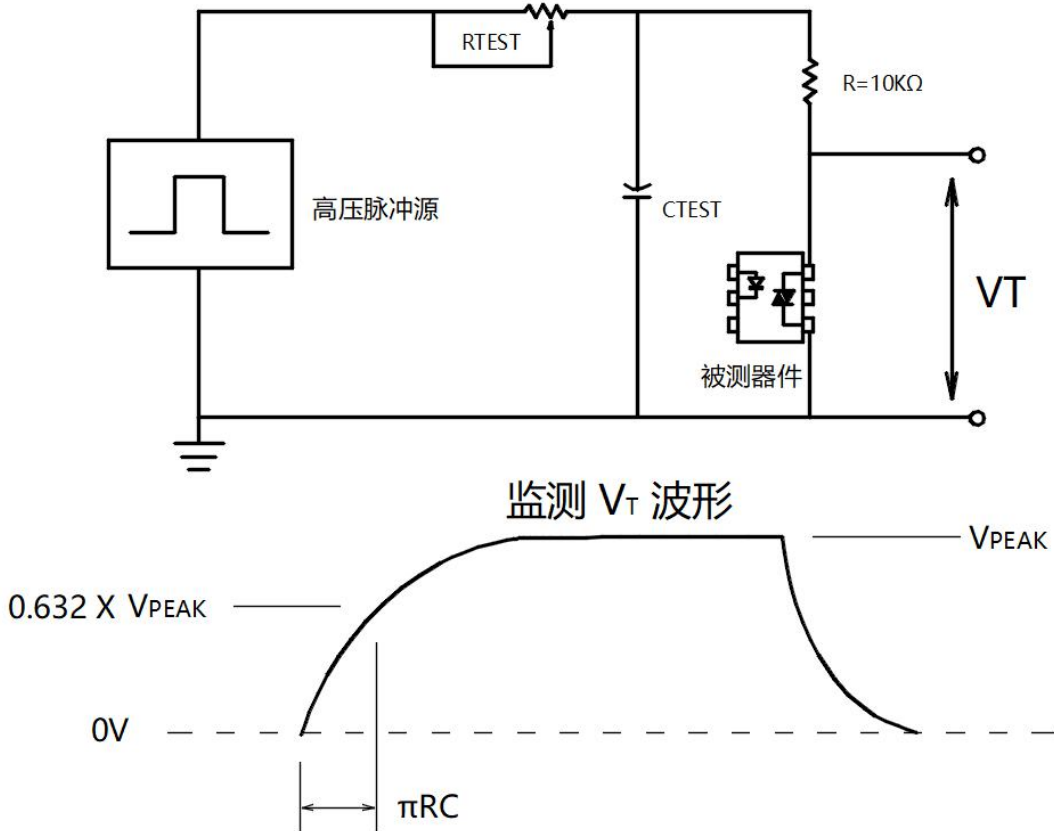 RTEST
R=10KΩ
高压脉冲源
CTEST
VT
被测器件
监测 VT 波形
VPEAK
0.632 X VPEAK
0V
πRC